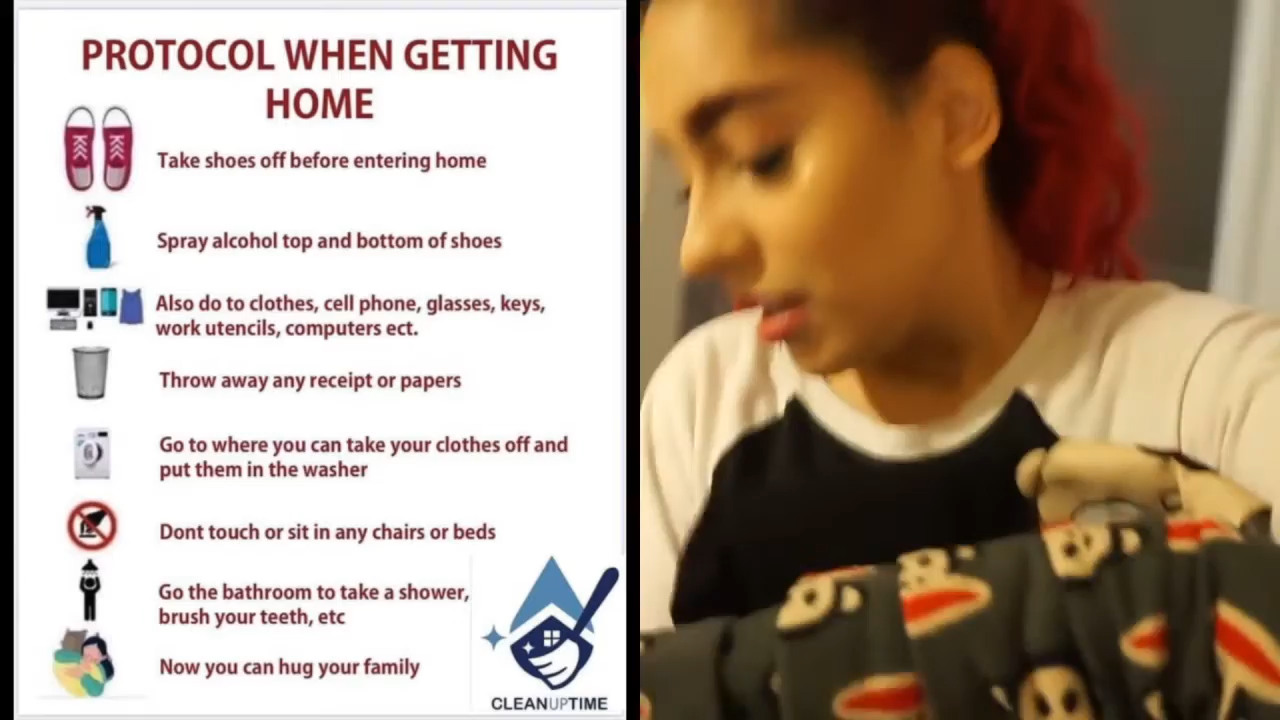 PROTOCOL WHEN GETTING
HOME
Take shoes off before entering home
Spray alcohol top and bottom of shoes
Also do to clothes, cell phone, glasses, keys,
work utencils, computers ect.
Throw away any receipt or papers
Go to where you can take your clothes off and
put them in the washer
Dont touch or sit in any chairs or beds
Go the bathroom to take a shower,
brush your teeth, etc
Now you can hug your family
CLEANUPTIME